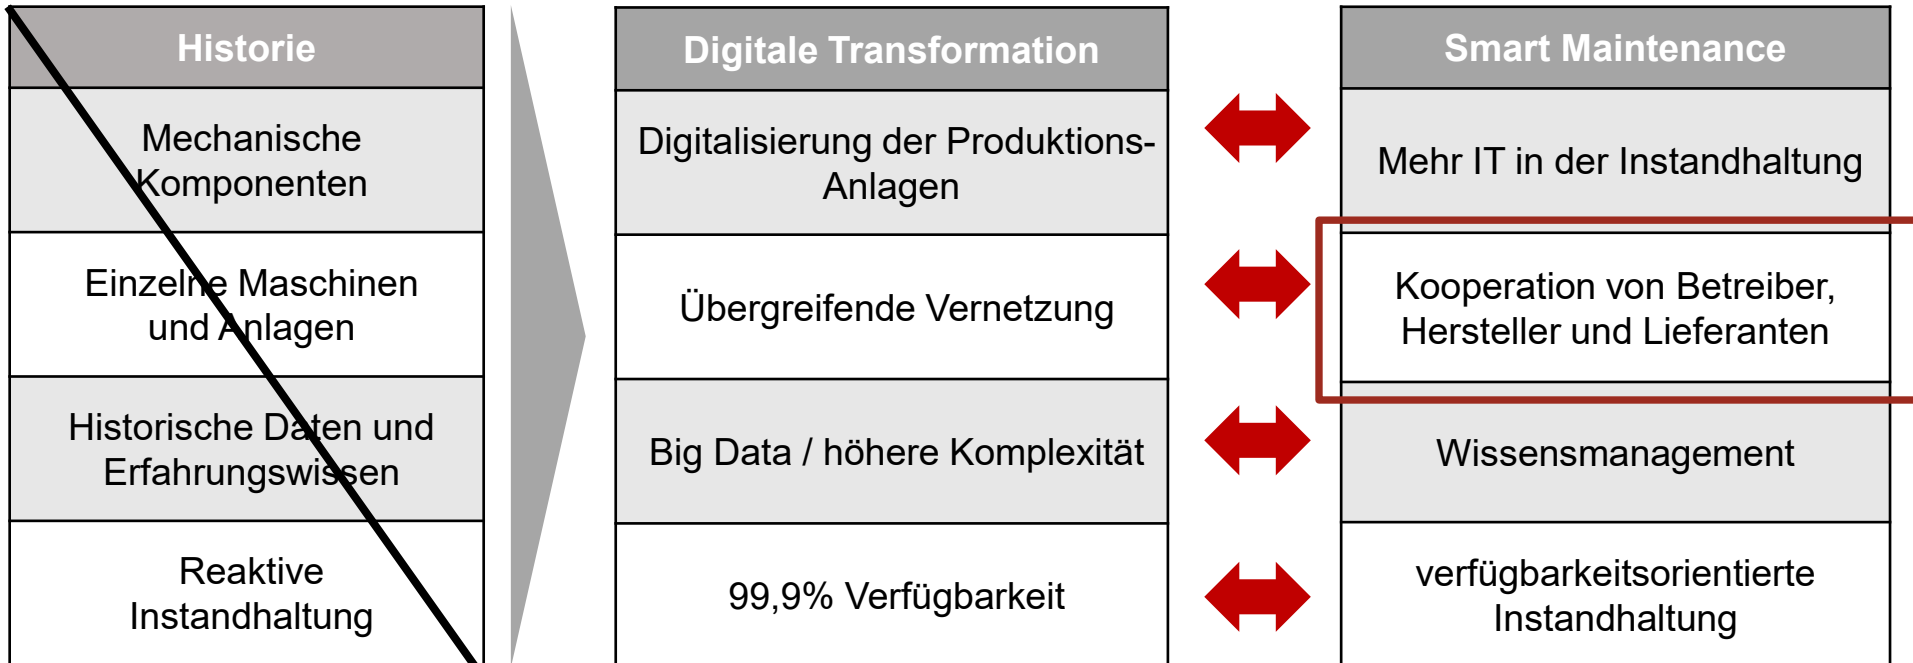 Historie
Mechanische
Komponenten
Einzelne Maschinen
und Anlagen
Historische Daten und
Erfahrungswissen
Reaktive
Instandhaltung
Digitale Transformation
Digitalisierung der Produktions-
Anlagen
Übergreifende Vernetzung
Big Data / höhere Komplexität
99,9% Verfügbarkeit
Smart Maintenance
Mehr IT in der Instandhaltung
Kooperation von Betreiber,
Hersteller und Lieferanten
Wissensmanagement
verfügbarkeitsorientierte
Instandhaltung